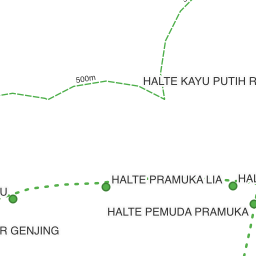 500m
HALTE KAYU PUTIH R
HALTE PRAMUKA LIA
HAL
U
HALTE PEMUDA PRAMUKA
R GENJING